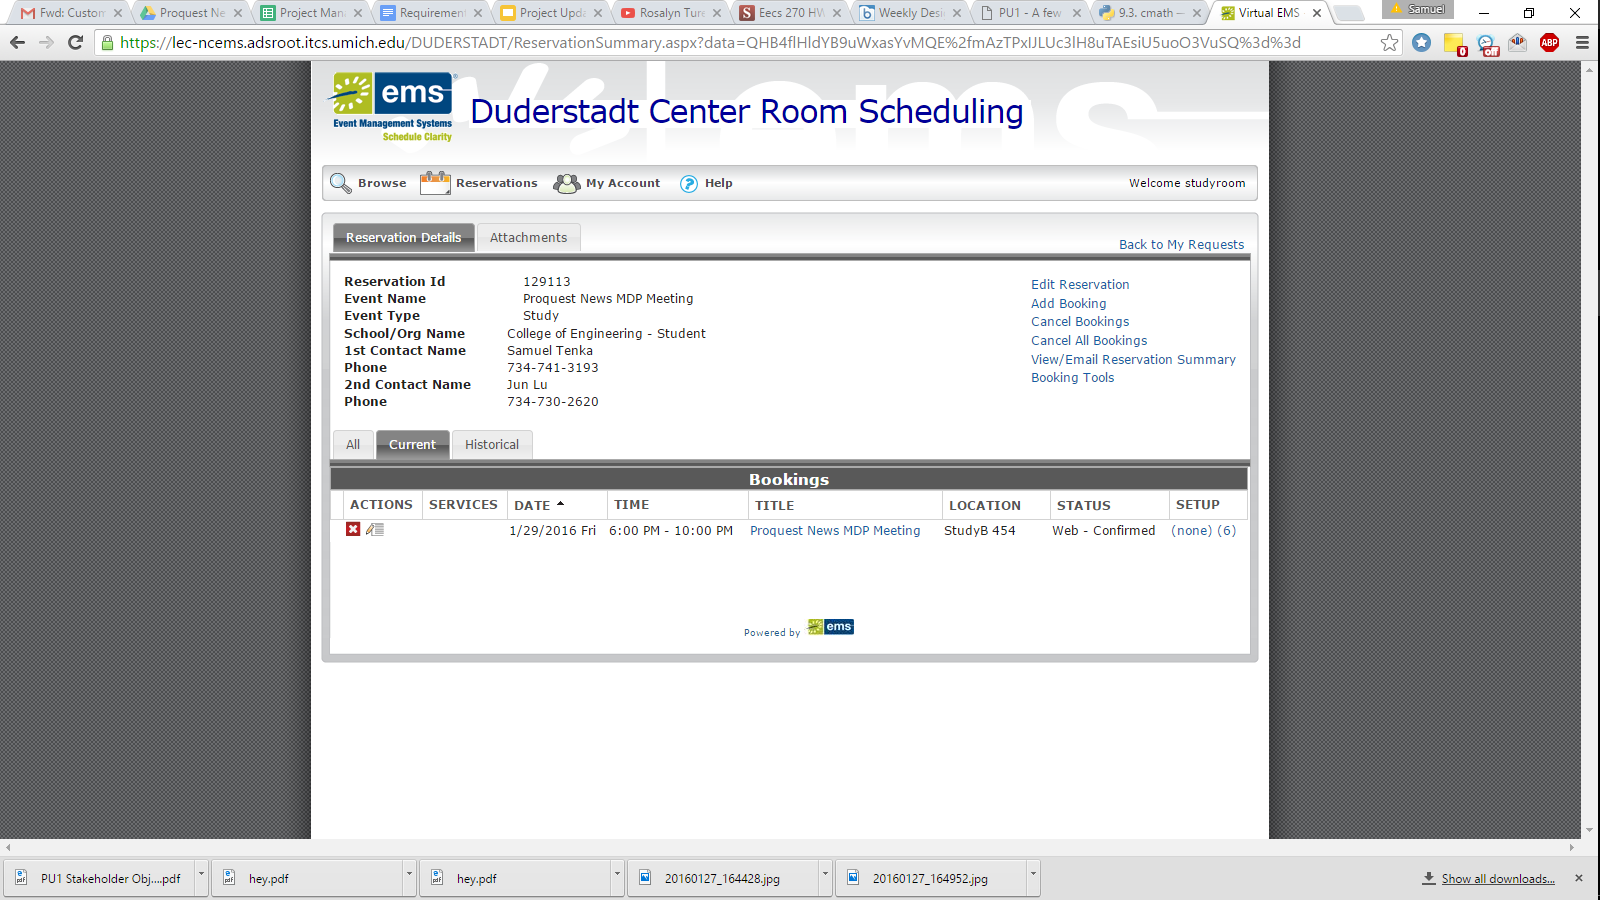 Fwd: Custom
Proquest Ne
Project Man
Requirement
Project Upda
Rosalyn Ture
Eecs 270 HW
Weekly Desi
PU1 - A few
9.3. cmath —
Virtual EMS
Samuel
https://lec-ncems.adsroot.itcs.umich.edu/DUDERSTADT/ReservationSummary.aspx?data=
0
off
ABP
ems
Event Management Systems
Schedule Clarity
Duderstadt Center Room Scheduling
Browse Reservations My Account ? Help Welcome studyroom
Reservation Details Attachments
Back to My Requests
Reservation Id 129113
Event Name Proquest News MDP Meeting
Event Type Study
School/Org Name College of Engineering - Student
1st Contact Name Samuel Tenka
Phone 734-741-3193
2nd Contact Name Jun Lu
Phone 734-730-2620
Edit Reservation
Add Booking
Cancel Bookings
Cancel All Bookings
View/Email Reservation Summary
Booking Tools
All Current Historical
Bookings
ACTIONS SERVICES DATE TIME TITLE LOCATION STATUS SETUP
1/29/2016 Fri 6:00 PM - 10:00 PM Proquest News MDP Meeting StudyB 454 Web - Confirmed (none) (6)
Powered by ems
PU1 Stakeholder Obj....pdf
hey.pdf
hey.pdf
20160127_164428.jpg
20160127_164952.jpg
Show all downloads...